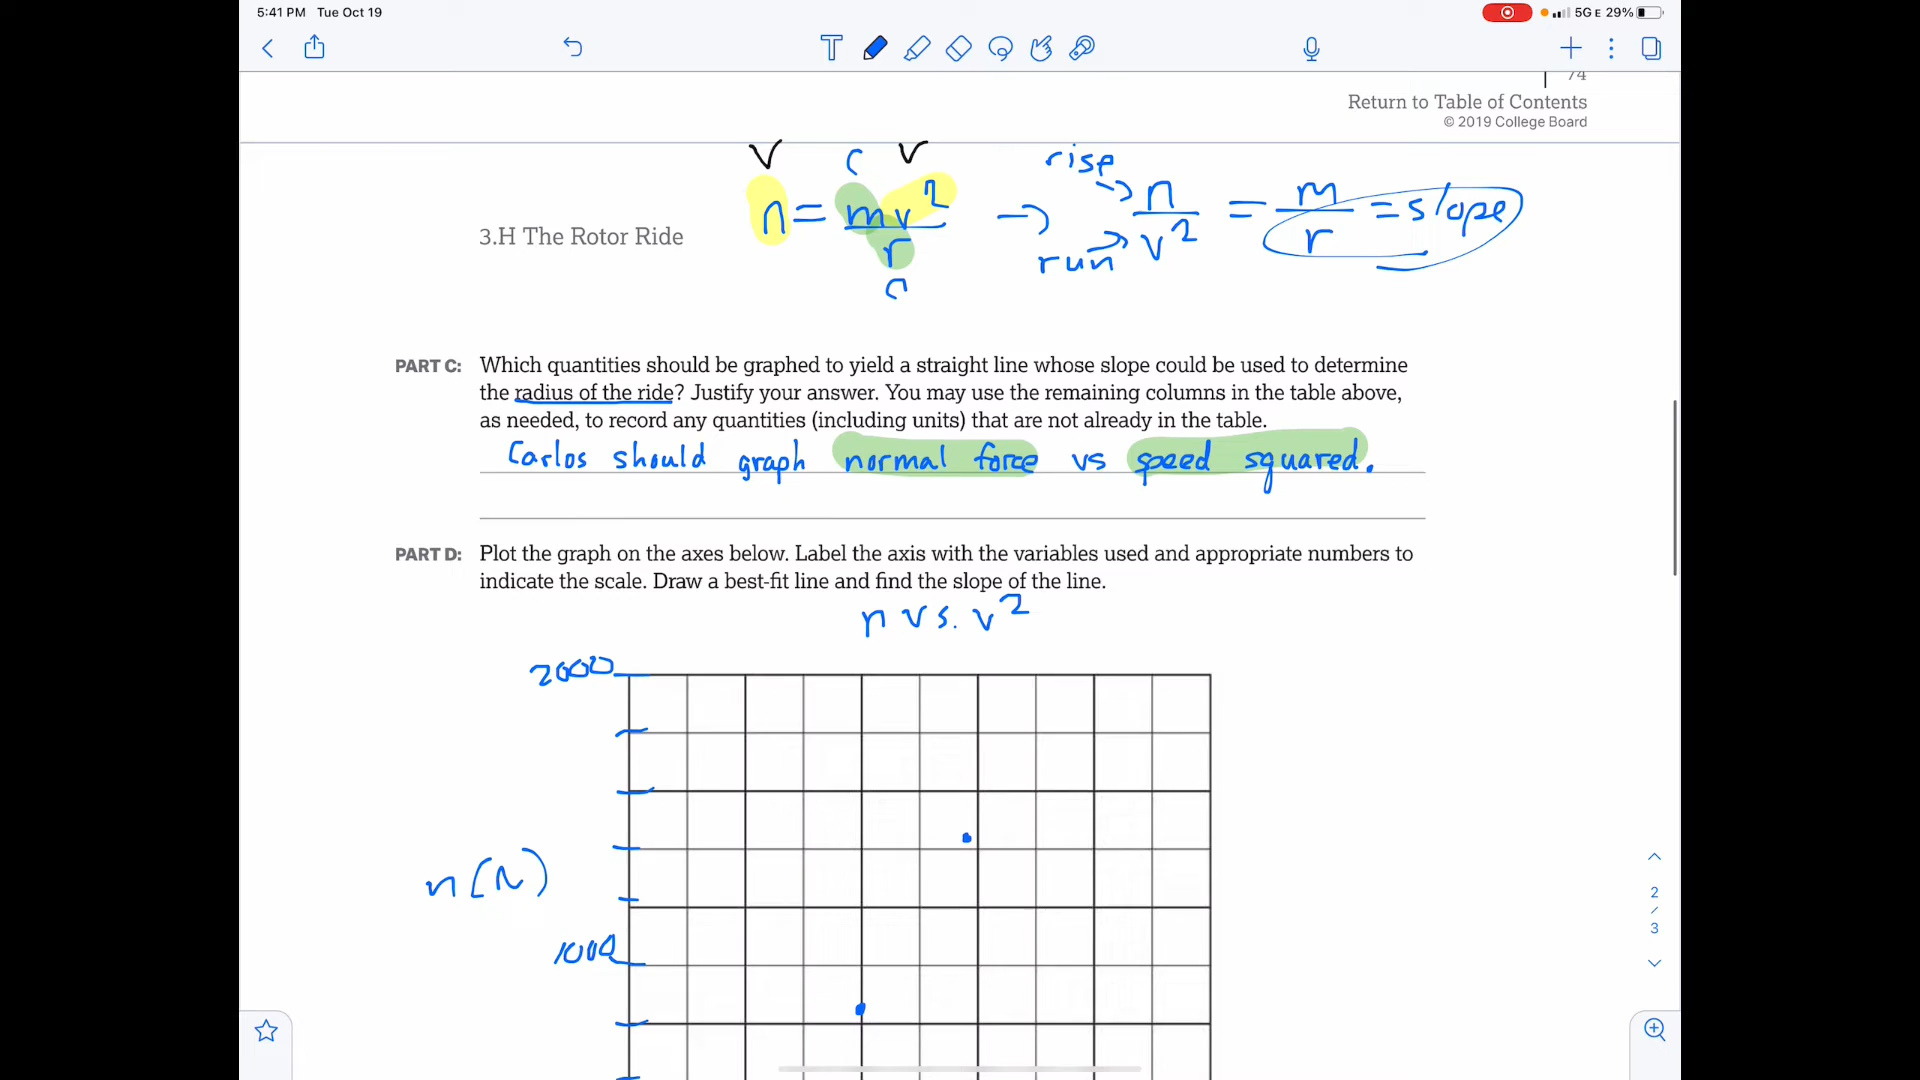 5:41 PM Tue Oct 19
5G E 29%
74
Return to Table of Contents
© 2019 College Board
v c v
rise
n = mv² / r → n / v² = m / r = slope
3.H The Rotor Ride
run
c
PART C: Which quantities should be graphed to yield a straight line whose slope could be used to determine
the radius of the ride? Justify your answer. You may use the remaining columns in the table above,
as needed, to record any quantities (including units) that are not already in the table.
Carlos should graph normal force vs speed squared.
PART D: Plot the graph on the axes below. Label the axis with the variables used and appropriate numbers to
indicate the scale. Draw a best-fit line and find the slope of the line.
n vs. v²
2000
n (N)
2
/
3
1000